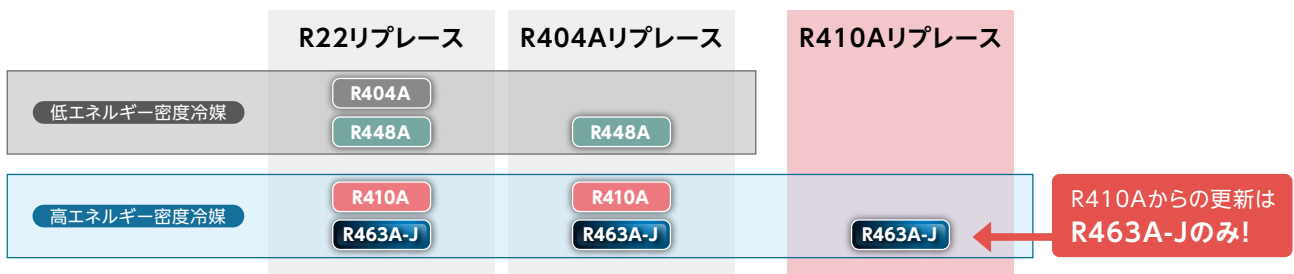 R22リプレース
R404Aリプレース
R410Aリプレース
低エネルギー密度冷媒
R404A
R448A
R448A
高エネルギー密度冷媒
R410A
R410A
R463A-J
R463A-J
R463A-J
R410Aからの更新は
R463A-Jのみ!